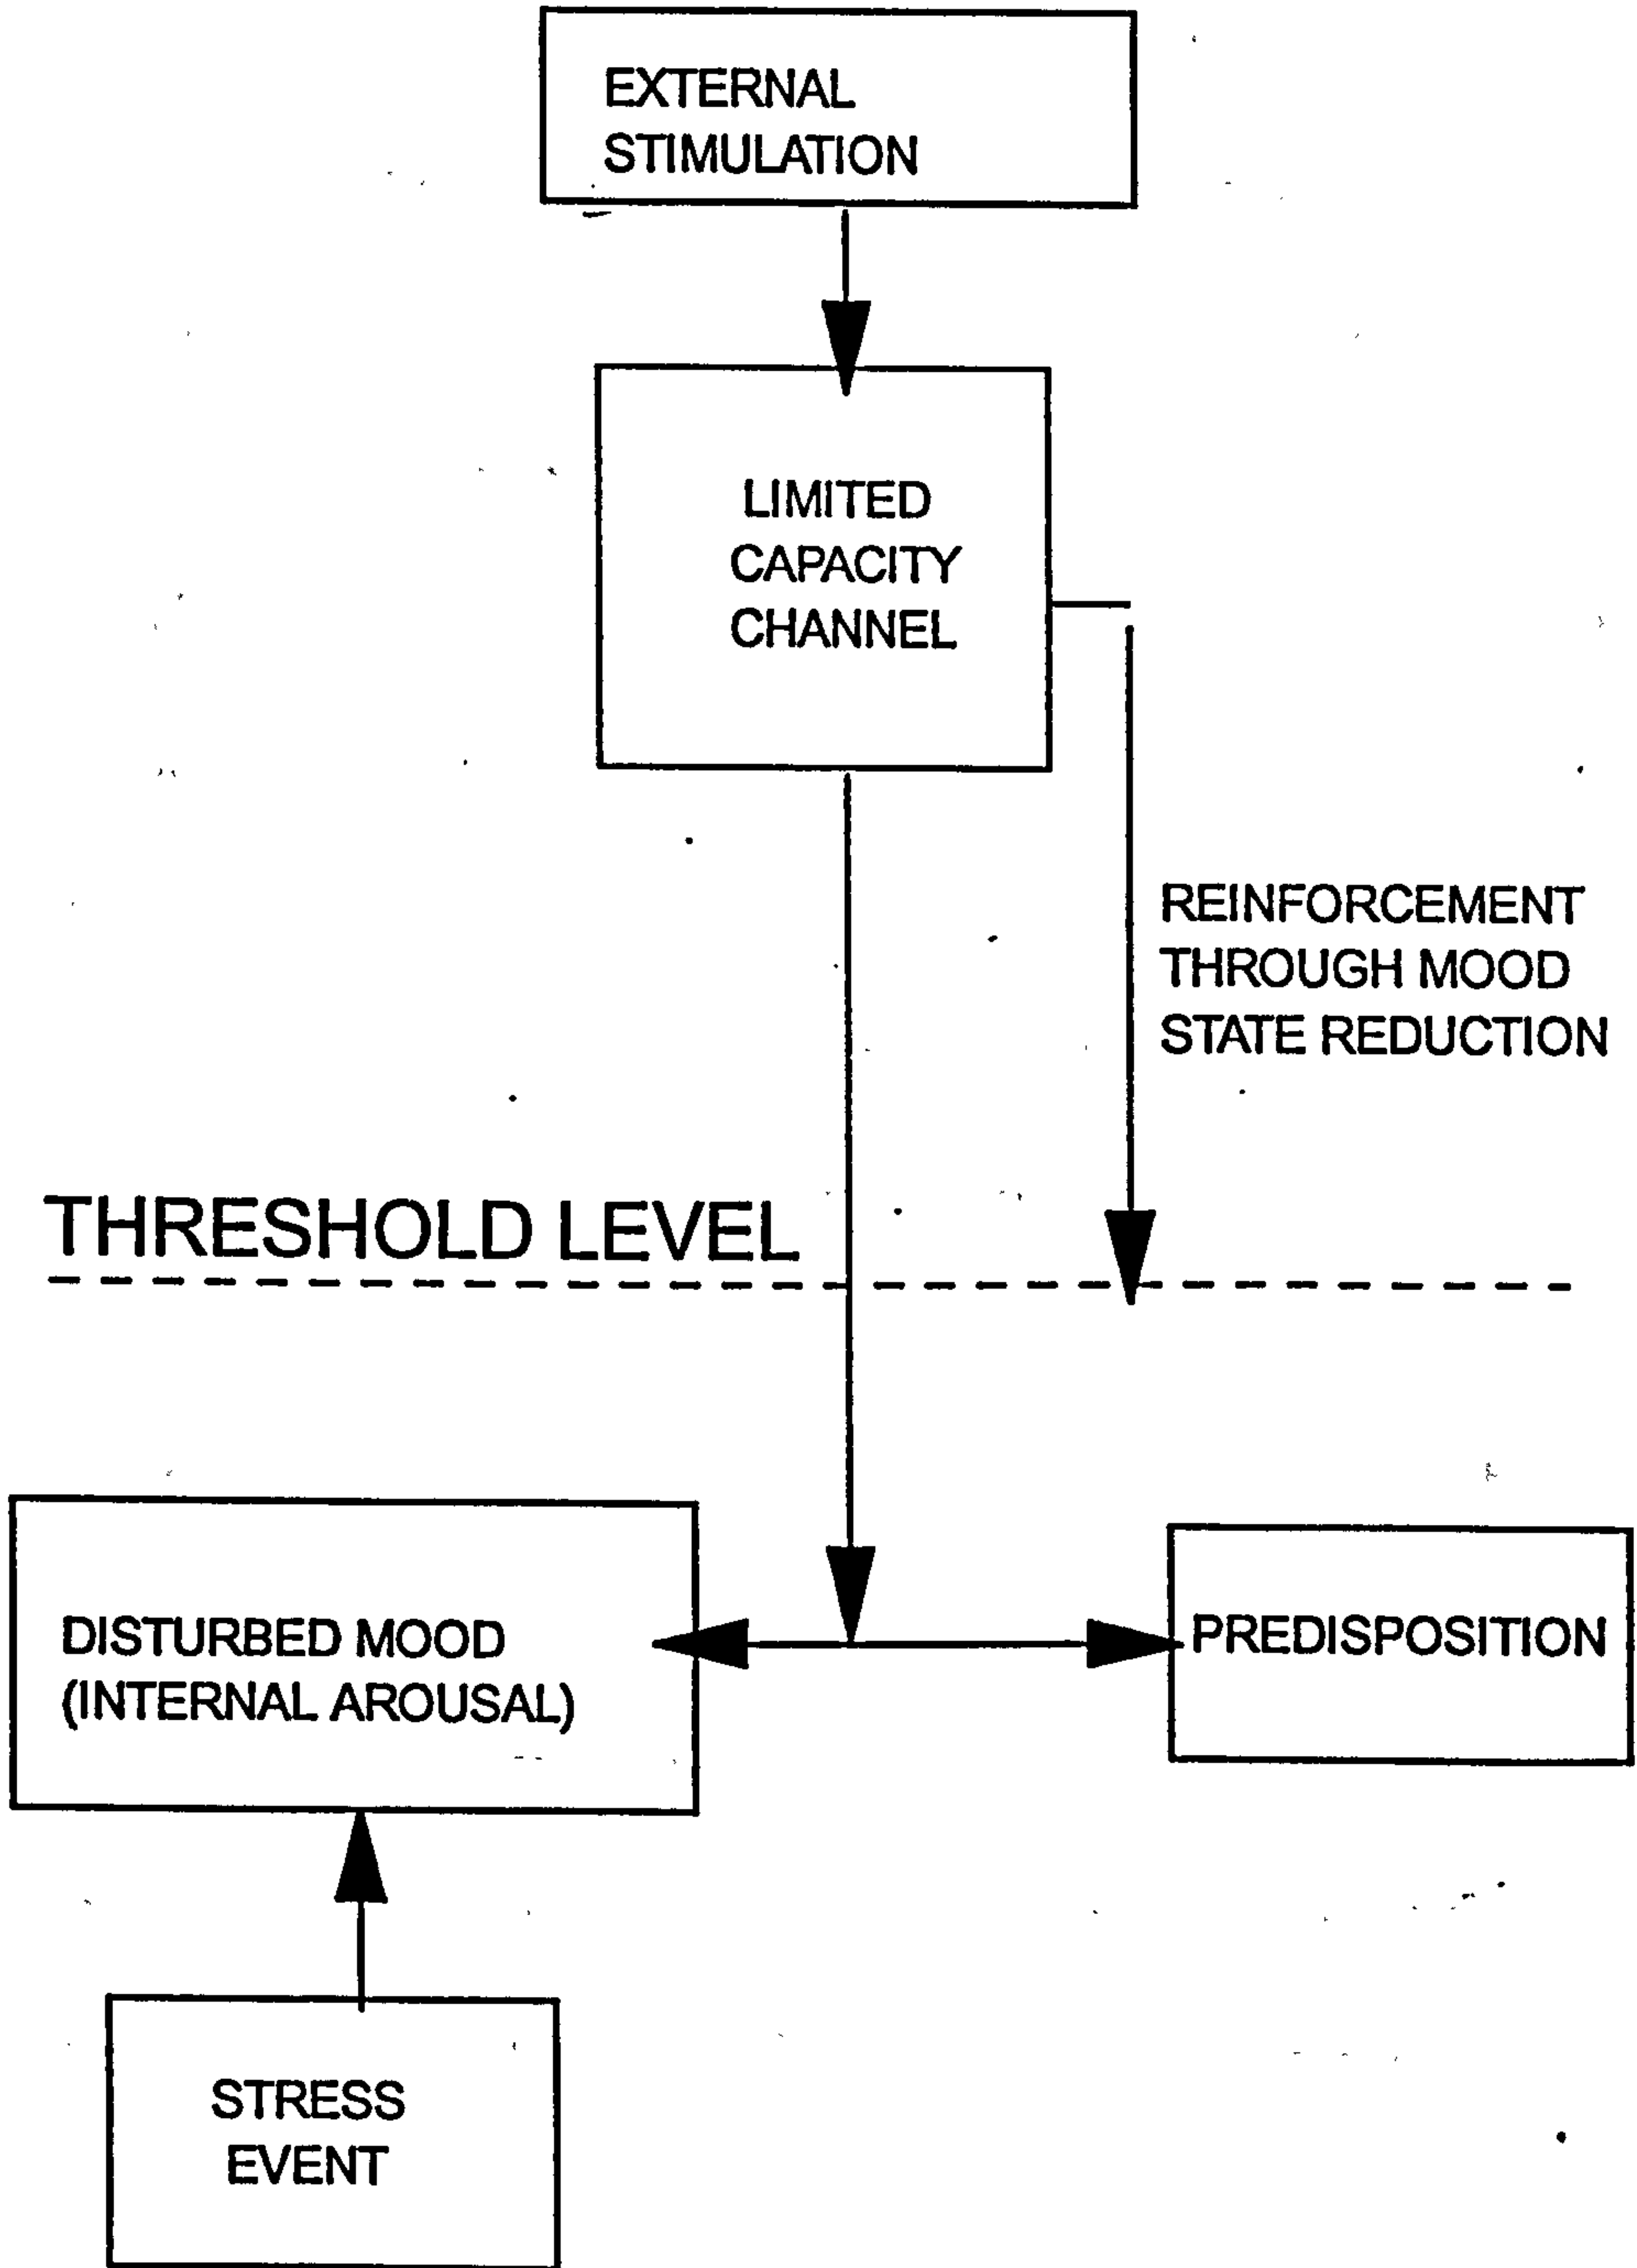 EXTERNAL
STIMULATION
LIMITED
CAPACITY
CHANNEL
REINFORCEMENT
THROUGH MOOD
STATE REDUCTION
THRESHOLD LEVEL
DISTURBED MOOD
(INTERNAL AROUSAL)
PREDISPOSITION
STRESS
EVENT